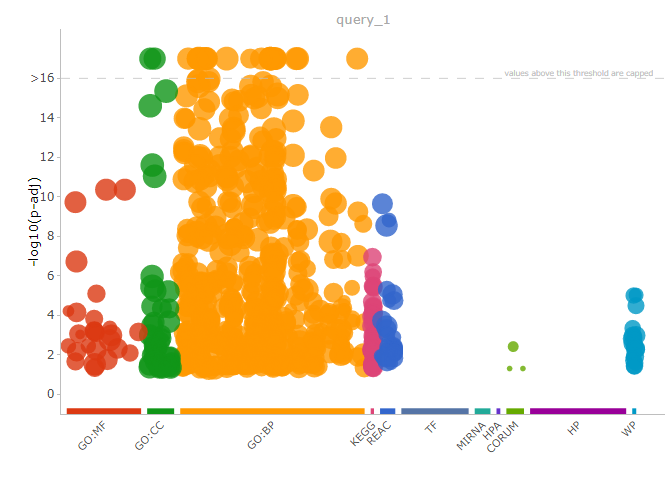 query_1
values above this threshold are capped
>16
14
12
10
8
6
4
2
0
-log10(p-adj)
GO:MF
GO:CC
GO:BP
KEGG
REAC
TF
MIRNA
HPA
CORUM
HP
WP